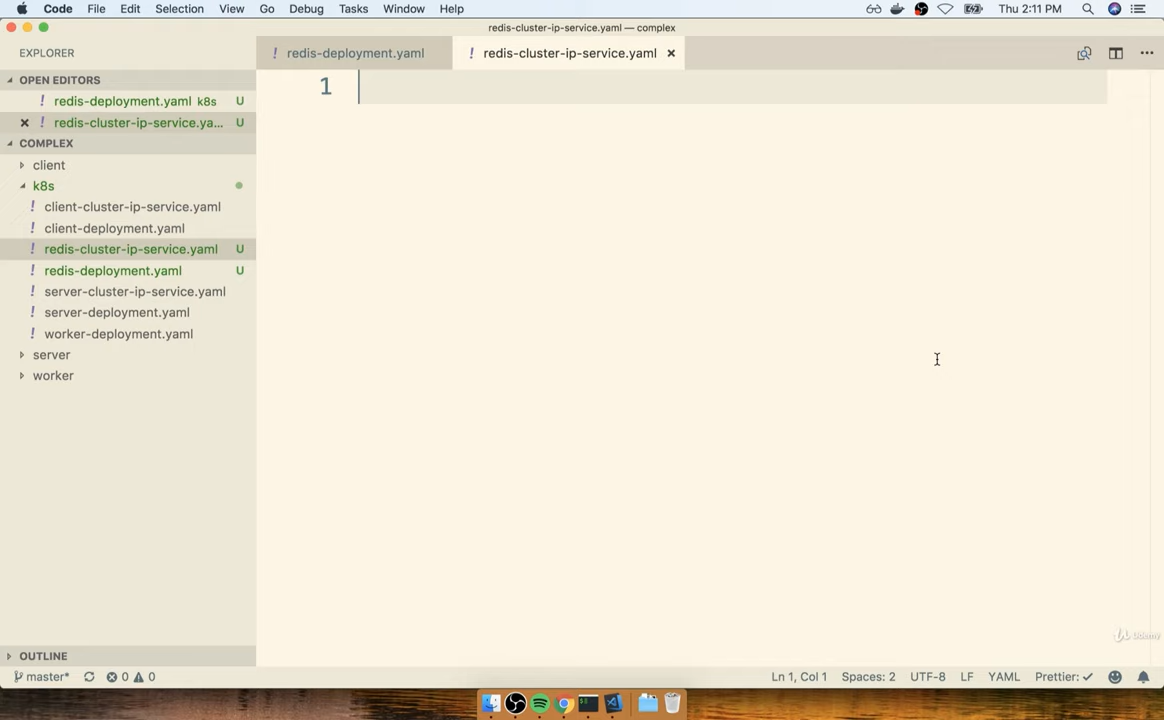 Code File Edit Selection View Go Debug Tasks Window Help Thu 2:11 PM
redis-cluster-ip-service.yaml — complex
EXPLORER
! redis-deployment.yaml ! redis-cluster-ip-service.yaml ×
OPEN EDITORS
! redis-deployment.yaml k8s U
× ! redis-cluster-ip-service.ya... U
COMPLEX
client
k8s
! client-cluster-ip-service.yaml
! client-deployment.yaml
! redis-cluster-ip-service.yaml U
! redis-deployment.yaml U
! server-cluster-ip-service.yaml
! server-deployment.yaml
! worker-deployment.yaml
server
worker
1
Udemy
OUTLINE
master* 0 0 Ln 1, Col 1 Spaces: 2 UTF-8 LF YAML Prettier: ✓